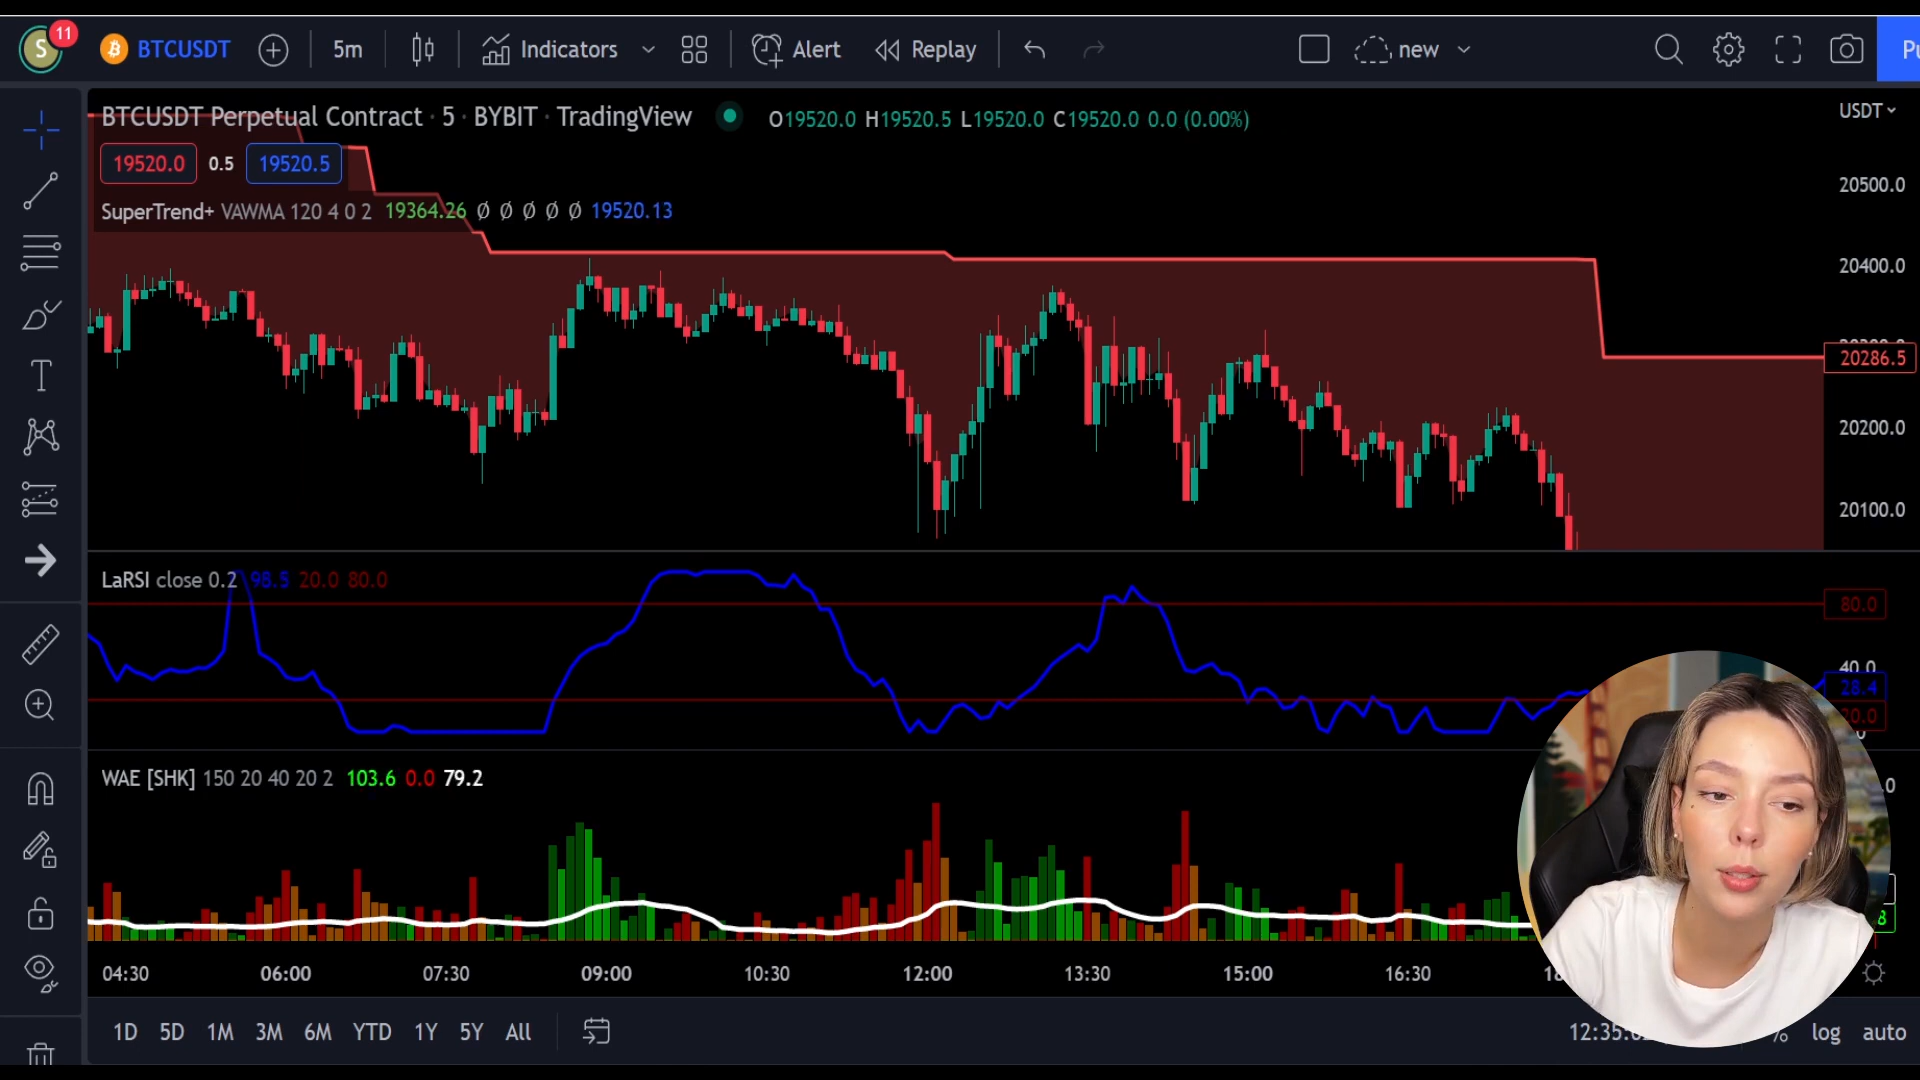 S 11 BTCUSDT 5m Indicators Alert Replay new
BTCUSDT Perpetual Contract · 5 · BYBIT · TradingView O19520.0 H19520.5 L19520.0 C19520.0 0.0 (0.00%)
USDT
19520.0 0.5 19520.5
SuperTrend+ VAWMA 120 4 0 2 19364.26 Ø Ø Ø Ø Ø 19520.13
20500.0
20400.0
20286.5
20200.0
20100.0
LaRSI close 0.2 98.5 20.0 80.0
80.0
40.0
28.4
WAE [SHK] 150 20 40 20 2 103.6 0.0 79.2
04:30 06:00 07:30 09:00 10:30 12:00 13:30 15:00 16:30
1D 5D 1M 3M 6M YTD 1Y 5Y All % log auto